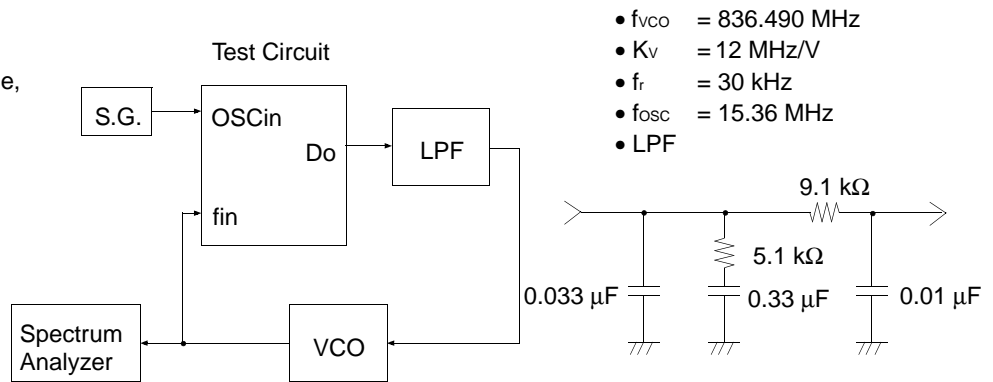 e,
Test Circuit
S.G.
OSCin
Do
fin
LPF
VCO
Spectrum
Analyzer
• fVCO = 836.490 MHz
• KV = 12 MHz/V
• fr = 30 kHz
• fOSC = 15.36 MHz
• LPF
9.1 kΩ
5.1 kΩ
0.033 µF
0.33 µF
0.01 µF